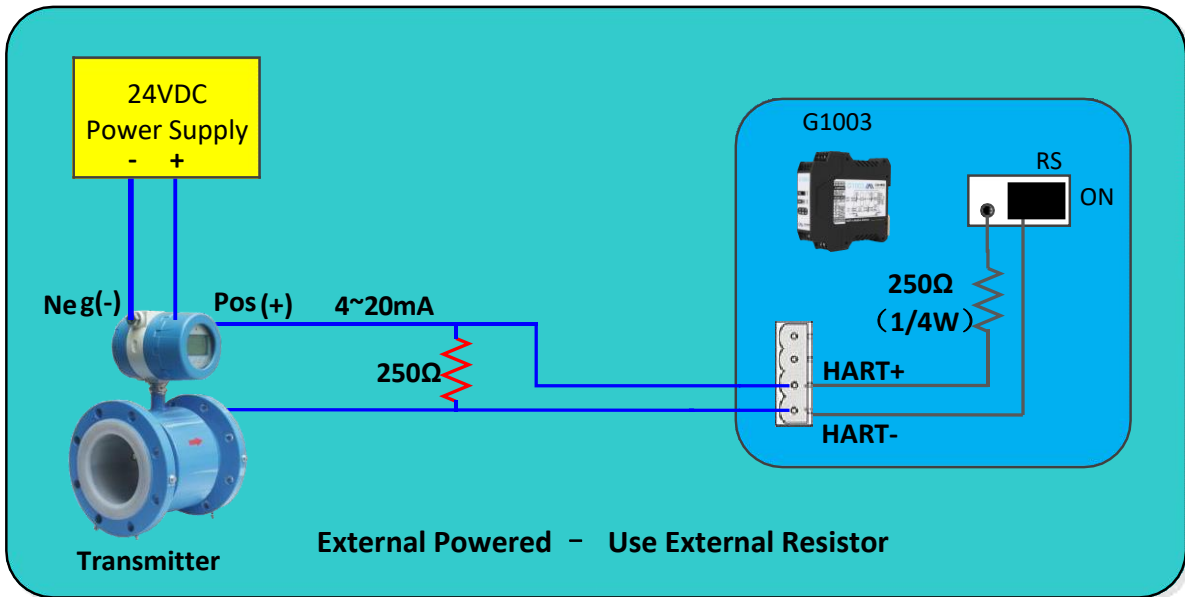 24VDC
Power Supply
- +
G1003
RS
ON
Neg(-)
Pos(+)
4~20mA
250Ω
250Ω
（1/4W）
HART+
HART-
Transmitter
External Powered － Use External Resistor